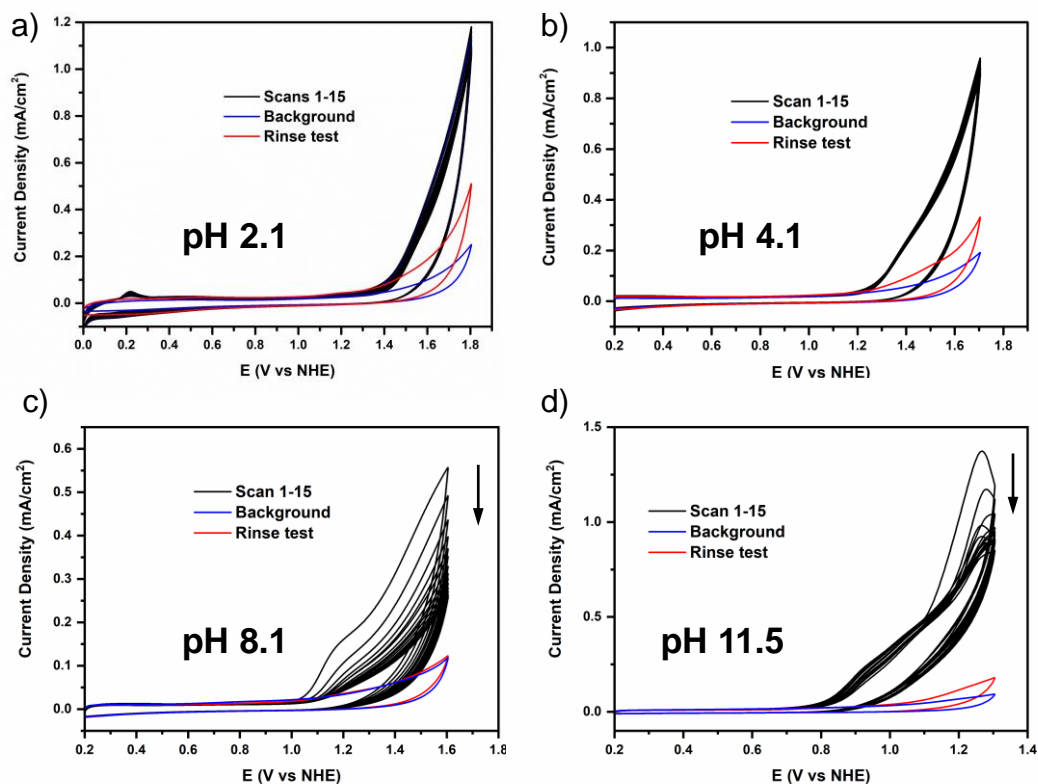 a)
Current Density (mA/cm²)
1.2
1.0
0.8
0.6
0.4
0.2
0.0
Scans 1-15
Background
Rinse test
pH 2.1
0.0 0.2 0.4 0.6 0.8 1.0 1.2 1.4 1.6 1.8
E (V vs NHE)
b)
Current Density (mA/cm²)
1.0
0.8
0.6
0.4
0.2
0.0
Scan 1-15
Background
Rinse test
pH 4.1
0.2 0.4 0.6 0.8 1.0 1.2 1.4 1.6 1.8
E (V vs NHE)
c)
Current Density (mA/cm²)
0.6
0.5
0.4
0.3
0.2
0.1
0.0
Scan 1-15
Background
Rinse test
pH 8.1
0.2 0.4 0.6 0.8 1.0 1.2 1.4 1.6 1.8
E (V vs NHE)
d)
Current Density (mA/cm²)
1.5
1.0
0.5
0.0
Scan 1-15
Background
Rinse test
pH 11.5
0.2 0.4 0.6 0.8 1.0 1.2 1.4
E (V vs NHE)